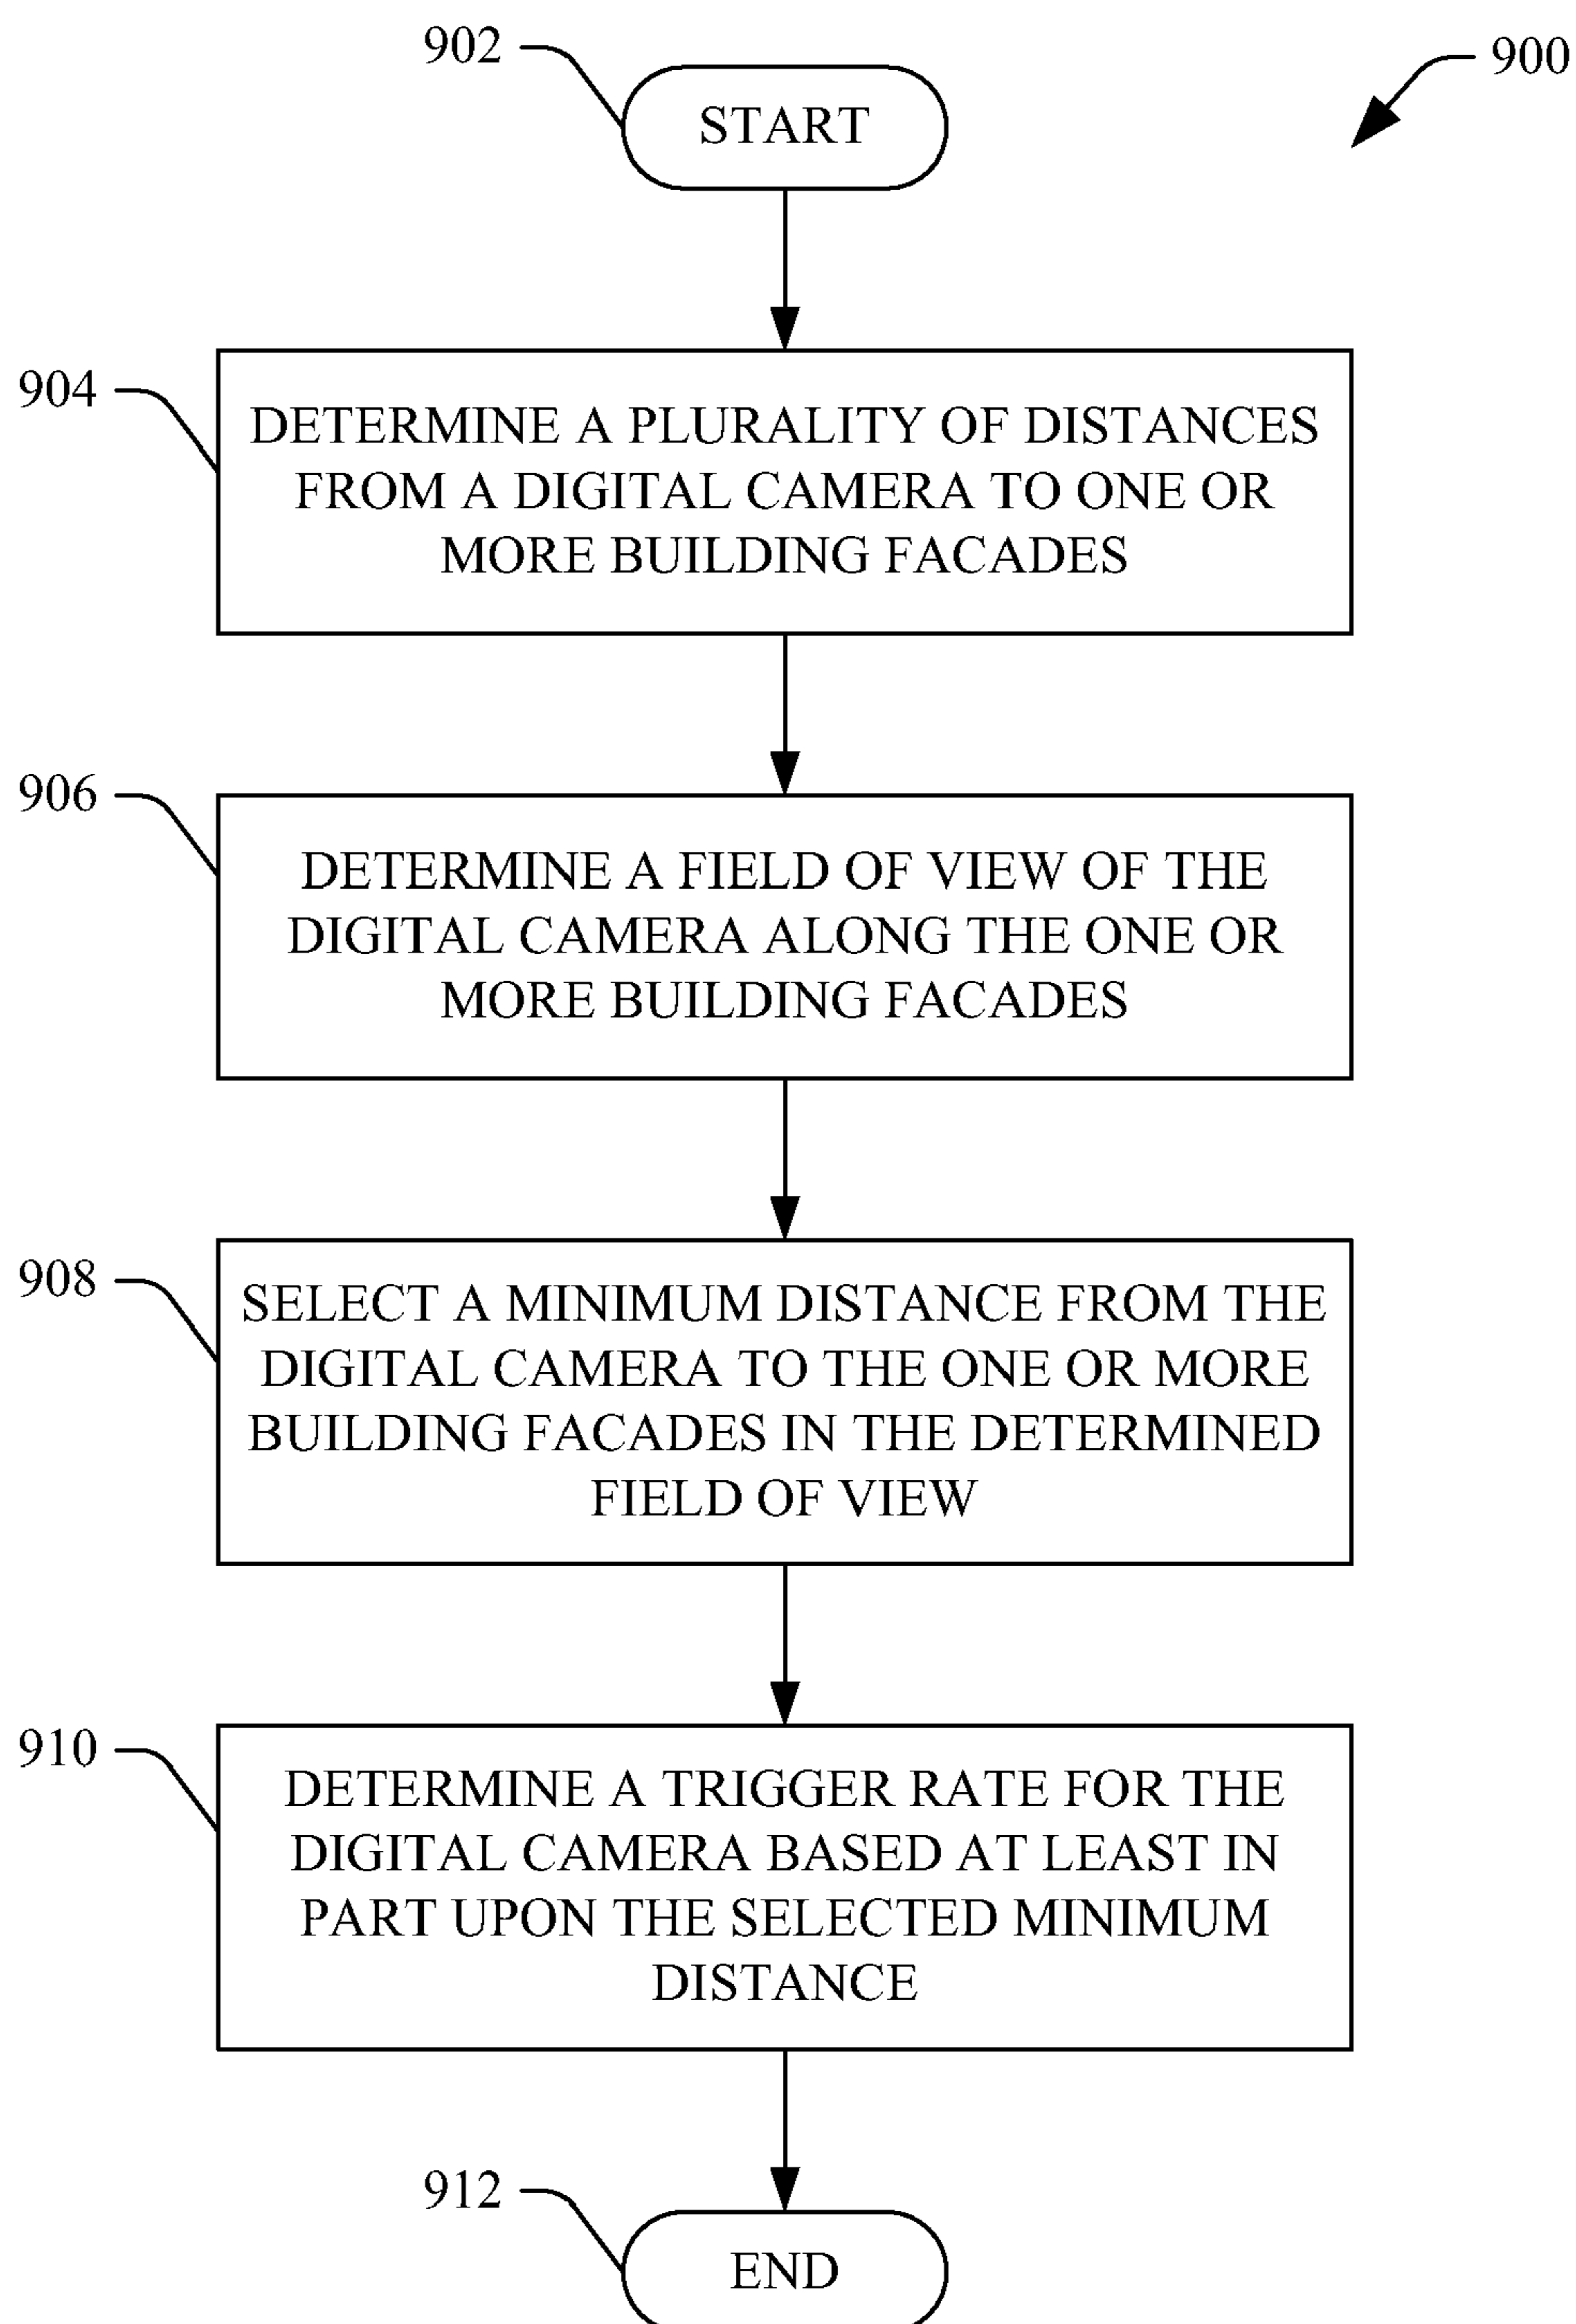 902
900
START
904
DETERMINE A PLURALITY OF DISTANCES
FROM A DIGITAL CAMERA TO ONE OR
MORE BUILDING FACADES
906
DETERMINE A FIELD OF VIEW OF THE
DIGITAL CAMERA ALONG THE ONE OR
MORE BUILDING FACADES
908
SELECT A MINIMUM DISTANCE FROM THE
DIGITAL CAMERA TO THE ONE OR MORE
BUILDING FACADES IN THE DETERMINED
FIELD OF VIEW
910
DETERMINE A TRIGGER RATE FOR THE
DIGITAL CAMERA BASED AT LEAST IN
PART UPON THE SELECTED MINIMUM
DISTANCE
912
END